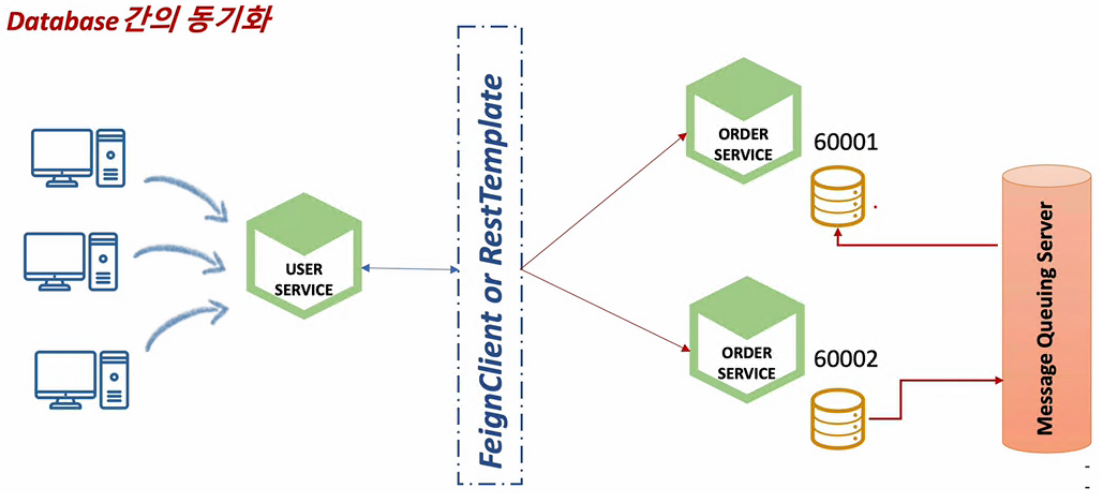 Database 간의 동기화
USER
SERVICE
FeignClient or RestTemplate
ORDER
SERVICE
60001
ORDER
SERVICE
60002
Message Queuing Server